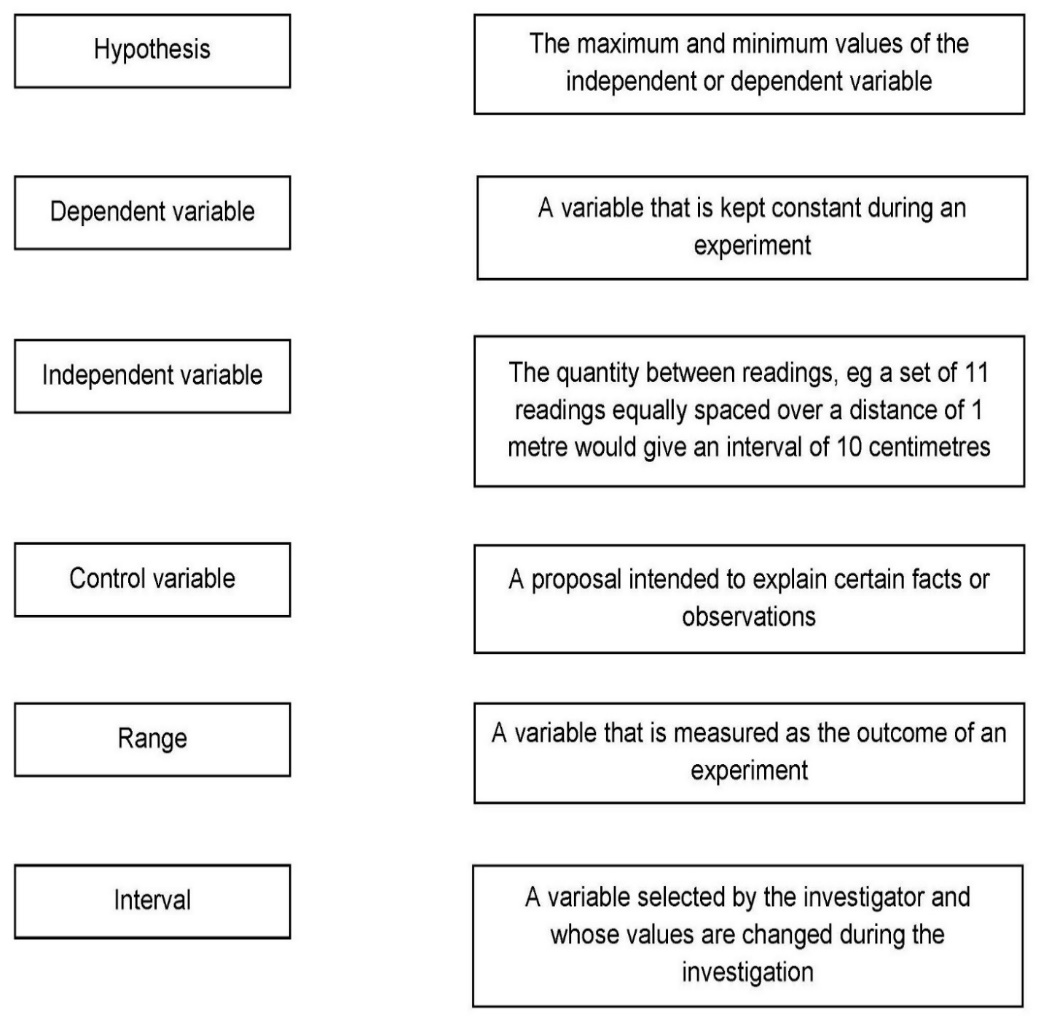 Hypothesis
The maximum and minimum values of the
independent or dependent variable
Dependent variable
A variable that is kept constant during an
experiment
Independent variable
The quantity between readings, eg a set of 11
readings equally spaced over a distance of 1
metre would give an interval of 10 centimetres
Control variable
A proposal intended to explain certain facts or
observations
Range
A variable that is measured as the outcome of an
experiment
Interval
A variable selected by the investigator and
whose values are changed during the
investigation